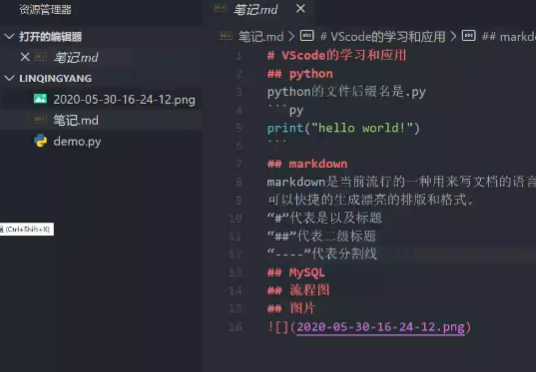 资源管理器
打开的编辑器
笔记.md
LINQINGYANG
2020-05-30-16-24-12.png
笔记.md
demo.py
(Ctrl+Shift+X)
笔记.md
笔记.md > # VScode的学习和应用 > ## markd
1 # VScode的学习和应用
2 ## python
3 python的文件后缀名是.py
4 ```py
5 print("hello world!")
6 ```
7 ## markdown
8 markdown是当前流行的一种用来写文档的语言
9 可以快捷的生成漂亮的排版和格式。
10 “#”代表是以及标题
11 “##”代表二级标题
12 “----”代表分割线
13 ## MySQL
14 ## 流程图
15 ## 图片
16 ![](2020-05-30-16-24-12.png)